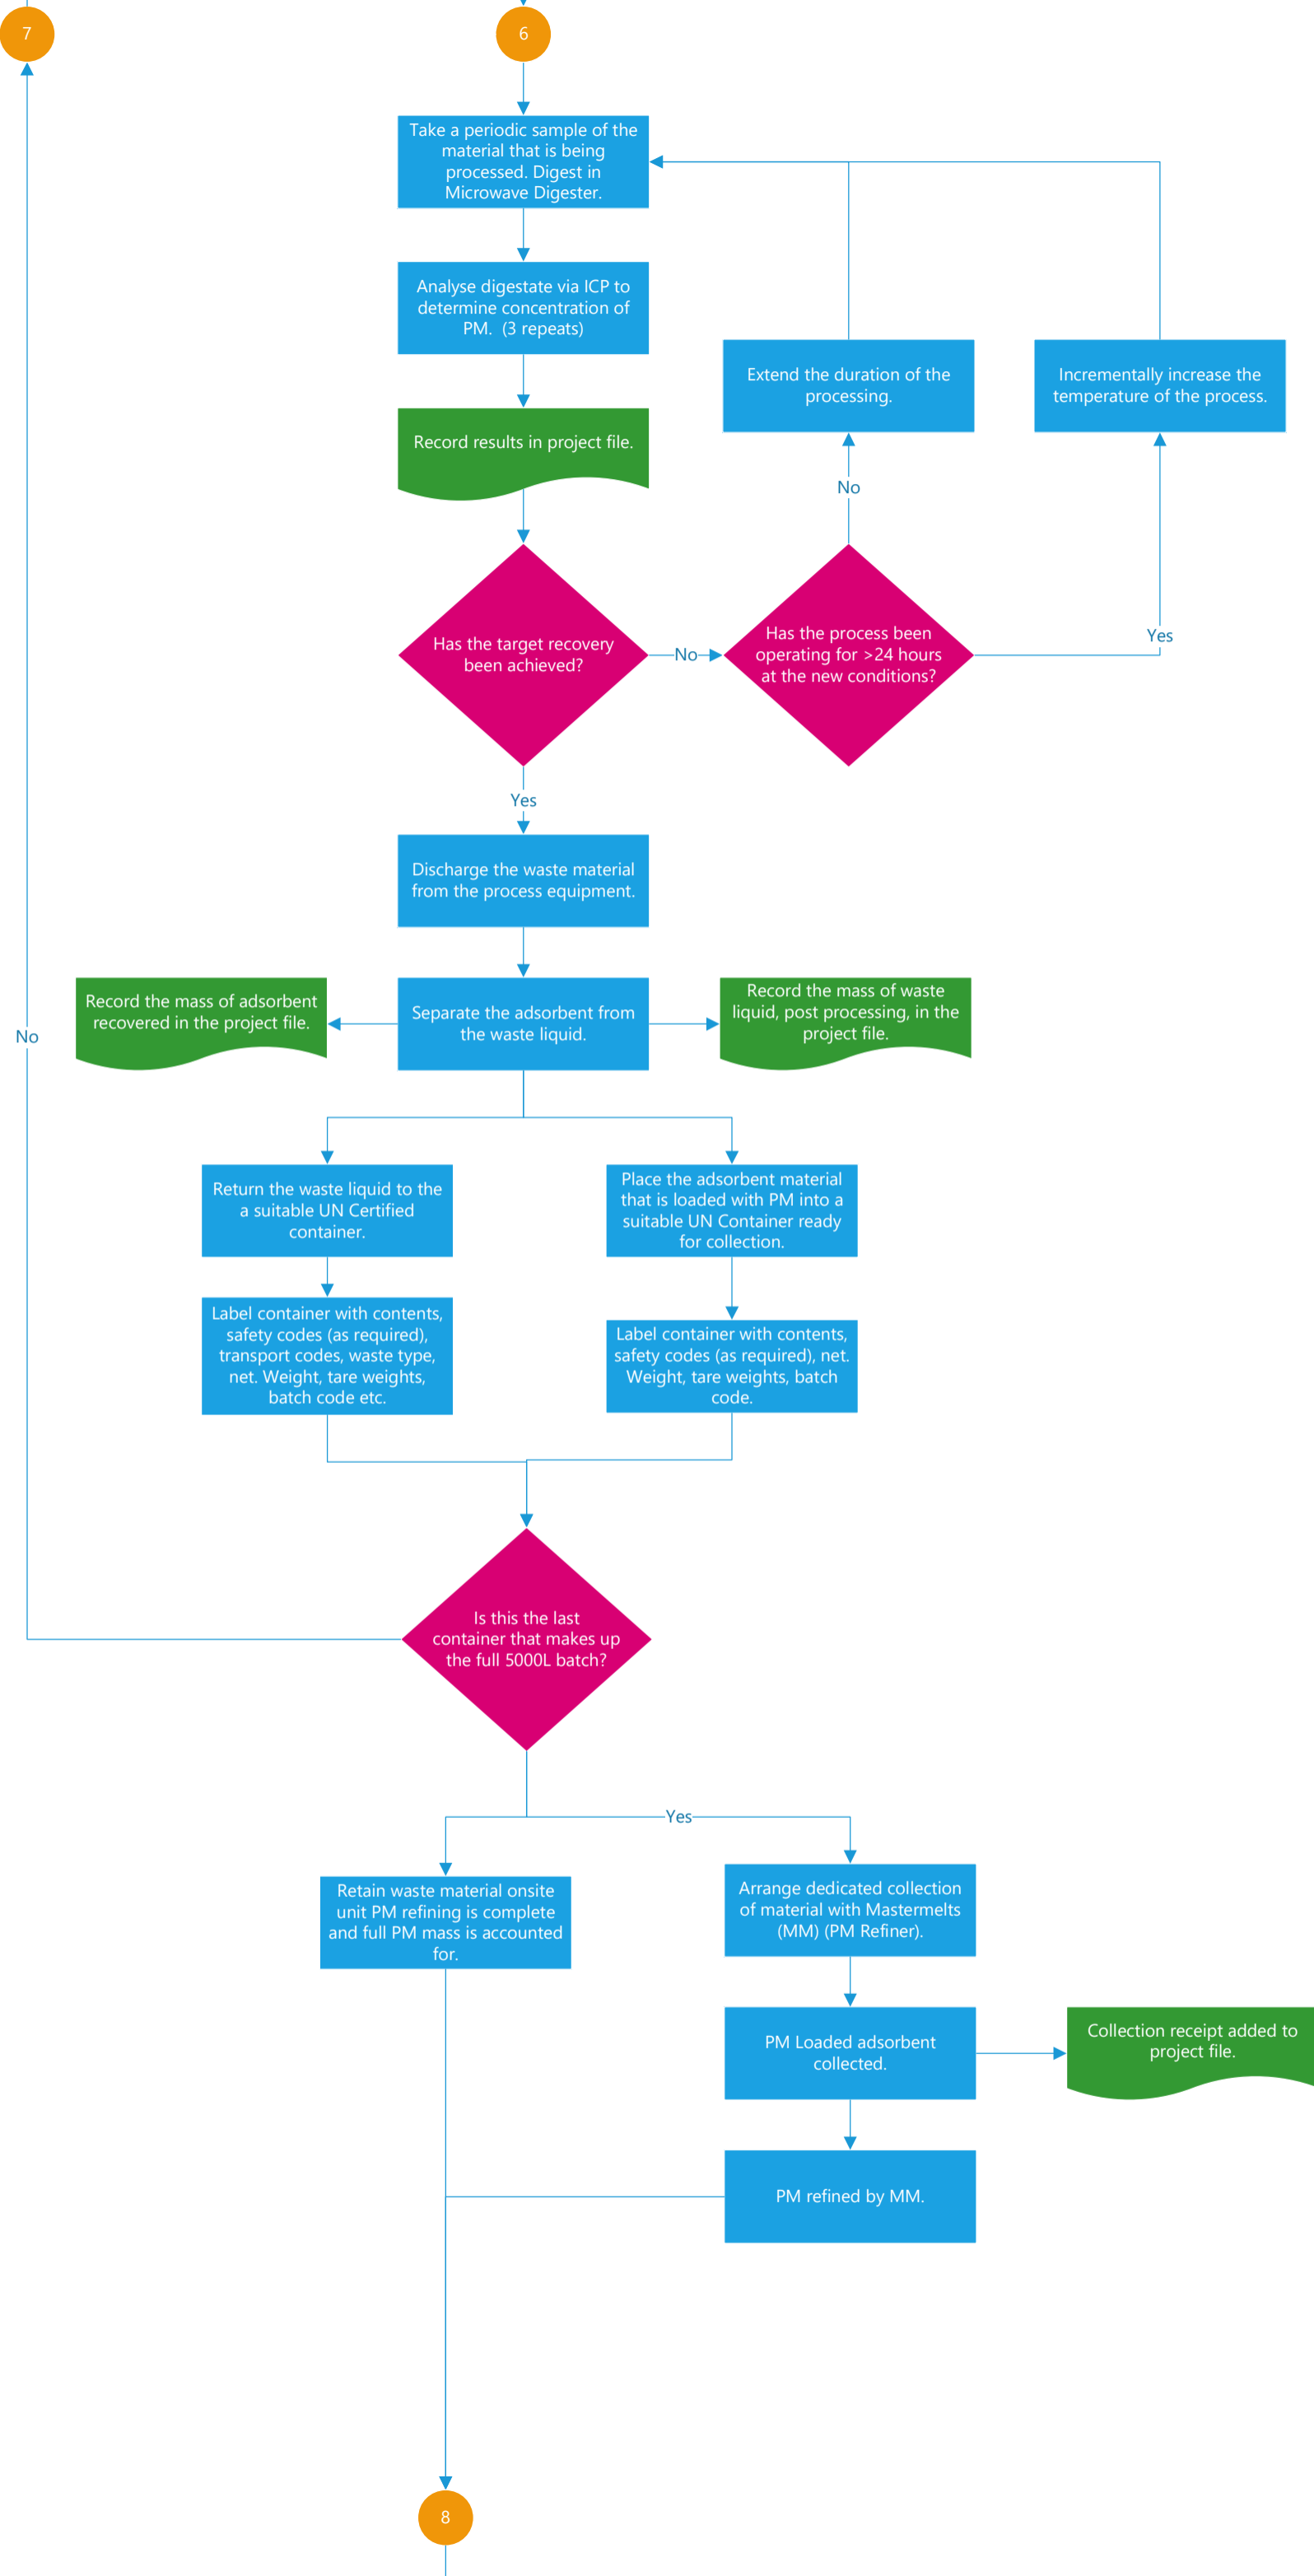 7
6
Take a periodic sample of the
material that is being
processed. Digest in
Microwave Digester.
Analyse digestate via ICP to
determine concentration of
PM.  (3 repeats)
Extend the duration of the
processing.
Incrementally increase the
temperature of the process.
Record results in project file.
No
Has the target recovery
been achieved?
No
Has the process been
operating for >24 hours
at the new conditions?
Yes
Yes
Discharge the waste material
from the process equipment.
Record the mass of adsorbent
recovered in the project file.
Separate the adsorbent from
the waste liquid.
Record the mass of waste
liquid, post processing, in the
project file.
No
Return the waste liquid to the
a suitable UN Certified
container.
Place the adsorbent material
that is loaded with PM into a
suitable UN Container ready
for collection.
Label container with contents,
safety codes (as required),
transport codes, waste type,
net. Weight, tare weights,
batch code etc.
Label container with contents,
safety codes (as required), net.
Weight, tare weights, batch
code.
Is this the last
container that makes up
the full 5000L batch?
Yes
Retain waste material onsite
unit PM refining is complete
and full PM mass is accounted
for.
Arrange dedicated collection
of material with Mastermelts
(MM) (PM Refiner).
PM Loaded adsorbent
collected.
Collection receipt added to
project file.
PM refined by MM.
8